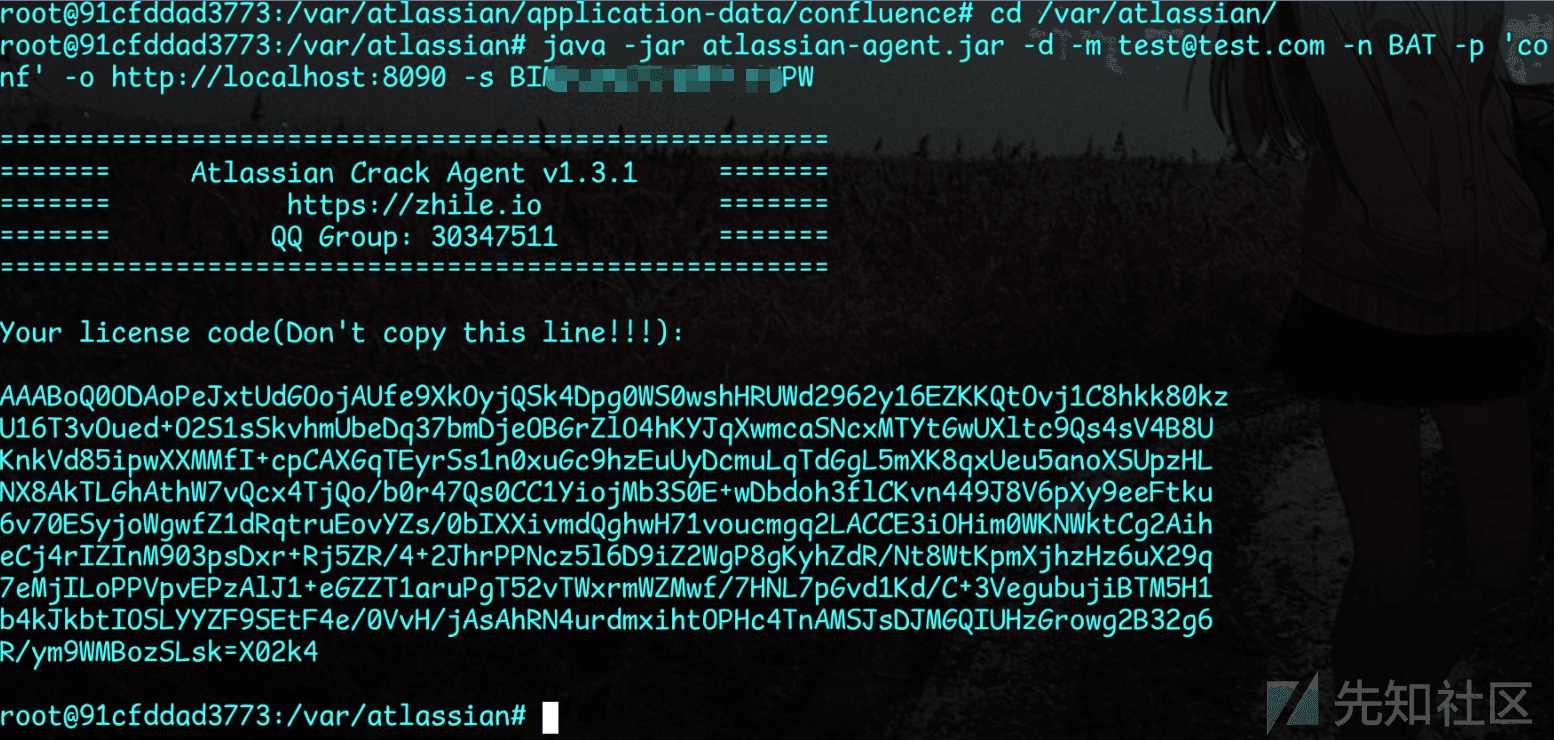 root@91cfddad3773:/var/atlassian/application-data/confluence# cd /var/atlassian/
root@91cfddad3773:/var/atlassian# java -jar atlassian-agent.jar -d -m test@test.com -n BAT -p 'co
nf' -o http://localhost:8090 -s BI PW
====================================================
======= Atlassian Crack Agent v1.3.1 =======
======= https://zhile.io =======
======= QQ Group: 30347511 =======
====================================================
Your license code(Don't copy this line!!!):
AAABoQ0ODAoPeJxtUdGOojAUfe9XkOyjQSk4Dpg0WS0wshHRUWd2962y16EZKKQtOvj1C8hkk80kz
U16T3vOued+O2S1sSkvhmUbeDq37bmDjeOBGrZlO4hKYJqXwmcaSNcxMTYtGwUXltc9Qs4sV4B8U
KnkVd85ipwXXMMfI+cpCAXGqTEyrSs1n0xuGc9hzEuUyDcmuLqTdGgL5mXK8qxUeu5anoXSUpzHL
NX8AkTLGhAthW7vQcx4TjQo/b0r47Qs0CC1YiojMb3S0E+wDbdoh3flCKvn449J8V6pXy9eeFtku
6v70ESyjoWgwfZ1dRqtruEovYZs/0bIXXivmdQghwH71voucmgq2LACCE3iOHim0WKNWktCg2Aih
eCj4rIZInM903psDxr+Rj5ZR/4+2JhrPPNcz5l6D9iZ2WgP8gKyhZdR/Nt8WtKpmXjhzHz6uX29q
7eMjILoPPVpvEPzAlJ1+eGZZT1aruPgT52vTWxrmWZMwf/7HNL7pGvd1Kd/C+3VegubujiBTM5H1
b4kJkbtIOSLYYZF9SEtF4e/0VvH/jAsAhRN4urdmxihtOPHc4TnAMSJsDJMGQIUHzGrowg2B32g6
R/ym9WMBozSLsk=X02k4
root@91cfddad3773:/var/atlassian#
先知社区